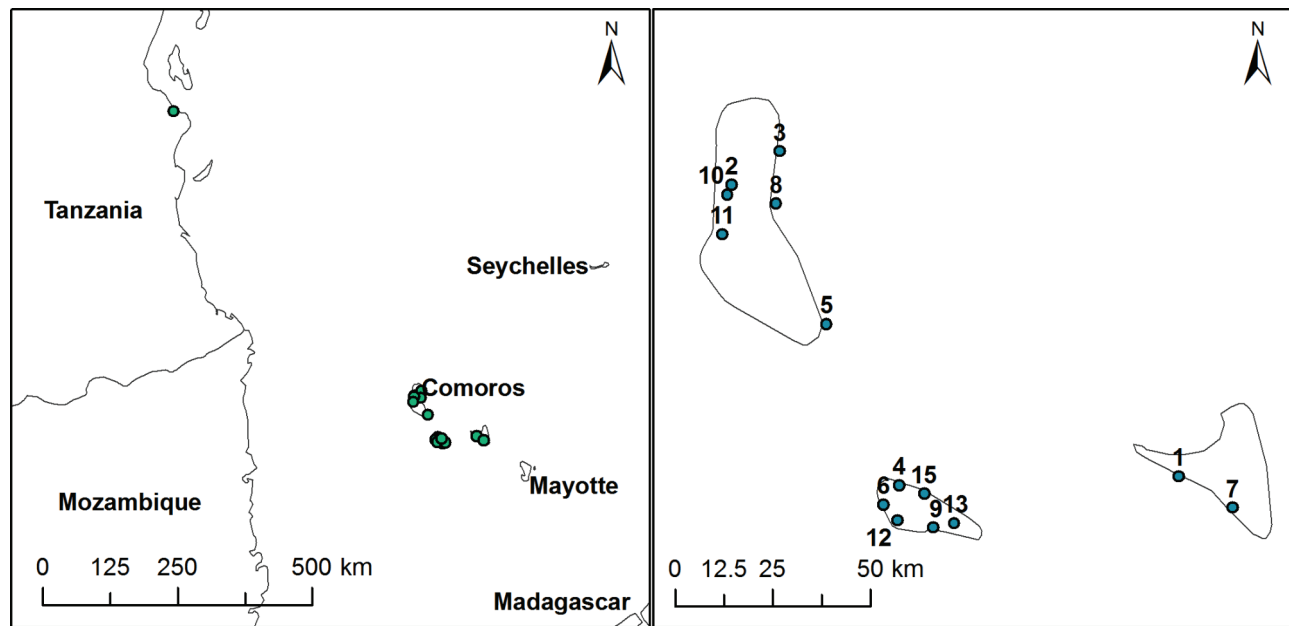 N
Tanzania
Seychelles
Comoros
Mayotte
Mozambique
0 125 250 500 km
Madagascar
N
3
10 2
8
11
5
4 15
6
9 13
12
1
7
0 12.5 25 50 km